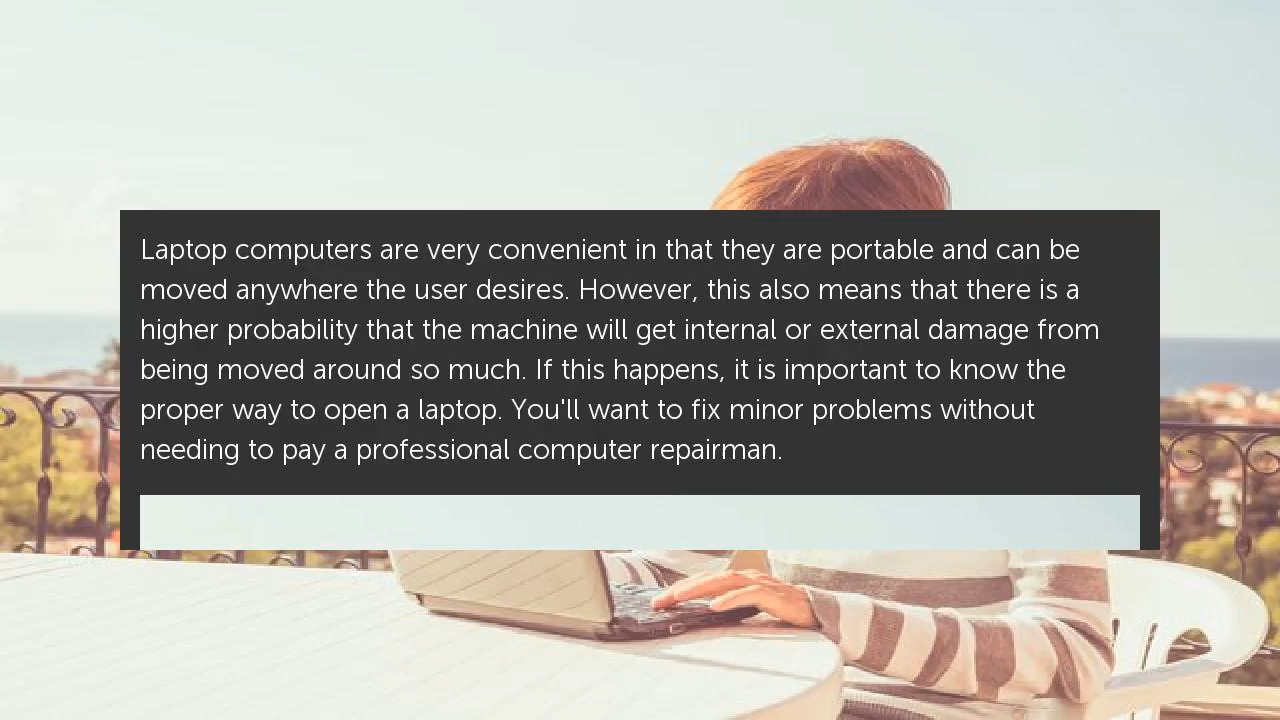 Laptop computers are very convenient in that they are portable and can be
moved anywhere the user desires. However, this also means that there is a
higher probability that the machine will get internal or external damage from
being moved around so much. If this happens, it is important to know the
proper way to open a laptop. You'll want to fix minor problems without
needing to pay a professional computer repairman.